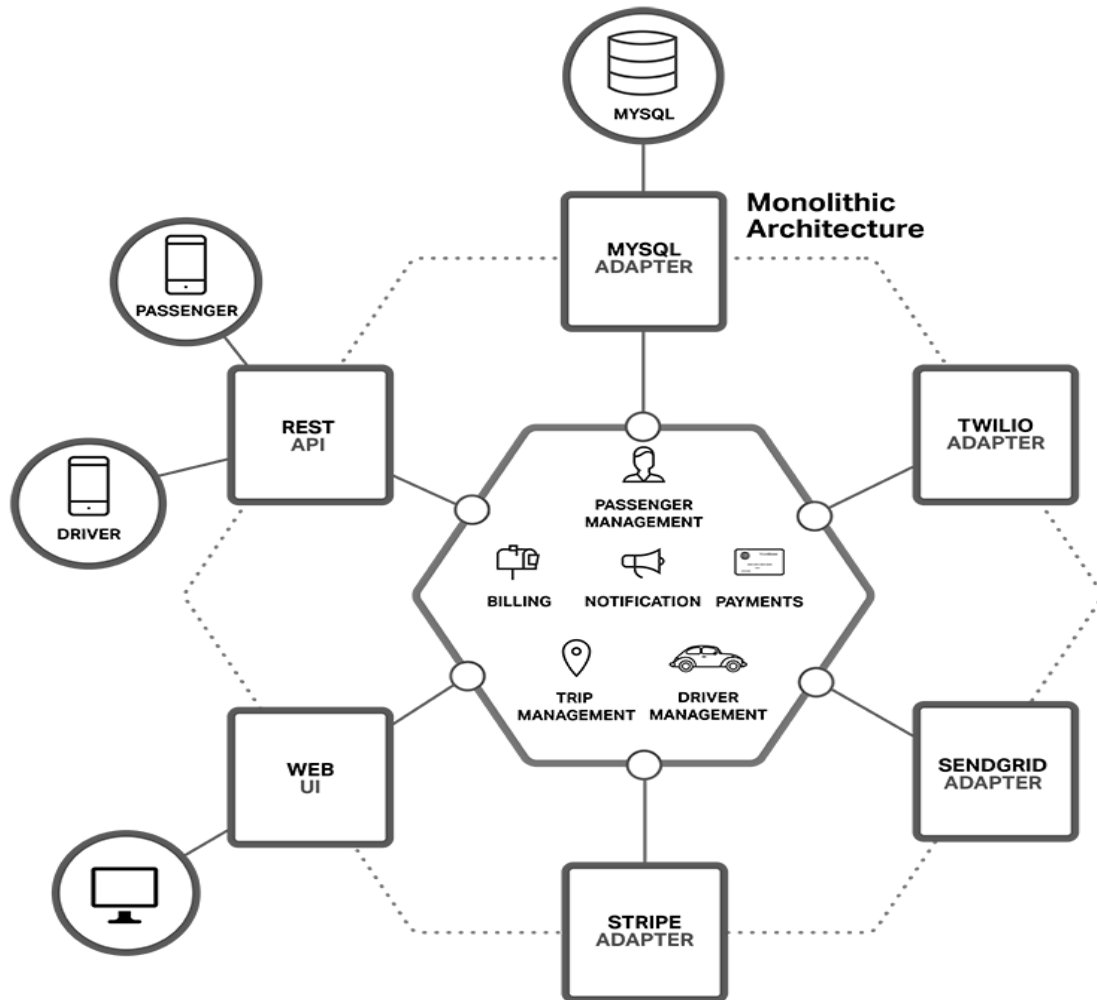 MYSQL
Monolithic
Architecture
MYSQL
ADAPTER
PASSENGER
REST
API
TWILIO
ADAPTER
DRIVER
PASSENGER
MANAGEMENT
BILLING
NOTIFICATION
PAYMENTS
TRIP
MANAGEMENT
DRIVER
MANAGEMENT
WEB
UI
SENDGRID
ADAPTER
STRIPE
ADAPTER